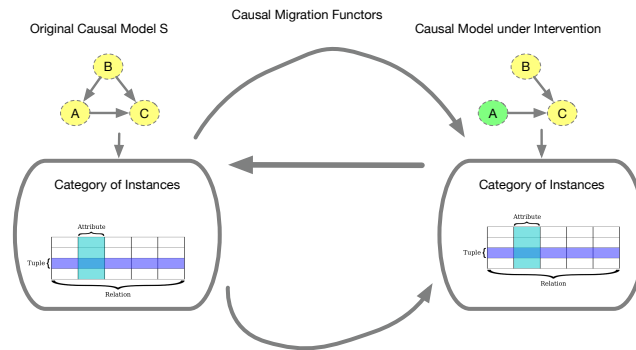 Causal Migration Functors
Original Causal Model S
Causal Model under Intervention
B
A
C
B
A
C
Category of Instances
Attribute
Tuple
Relation
Category of Instances
Attribute
Tuple
Relation